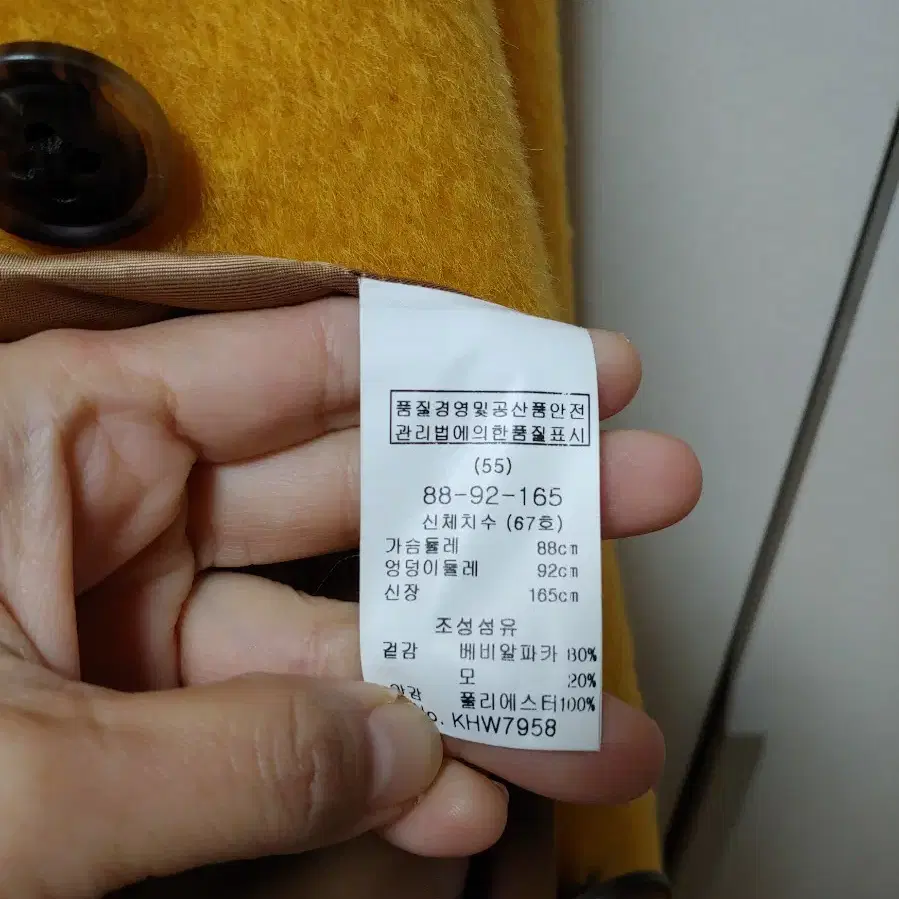 품질경영및공산품안전
관리법에의한품질표시
(55)
88-92-165
신체치수 (67호)
가슴둘레 88cm
엉덩이둘레 92cm
신장 165cm
조성섬유
겉감 베비알파카 80%
모 20%
안감 폴리에스터100%
No. KHW7958